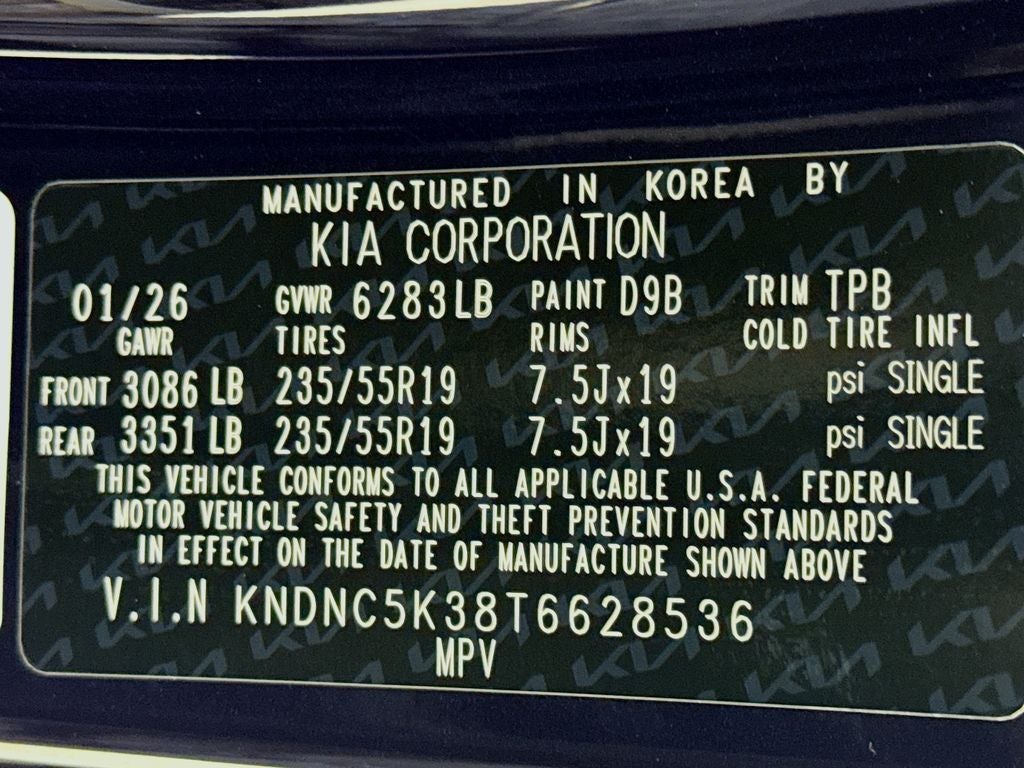 MANUFACTURED IN KOREA BY
KIA CORPORATION
01/26 GVWR 6283LB PAINT D9B TRIM TPB
GAWR TIRES RIMS COLD TIRE INFL
FRONT 3086 LB 235/55R19 7.5Jx19 psi SINGLE
REAR 3351 LB 235/55R19 7.5Jx19 psi SINGLE
THIS VEHICLE CONFORMS TO ALL APPLICABLE U.S.A. FEDERAL
MOTOR VEHICLE SAFETY AND THEFT PREVENTION STANDARDS
IN EFFECT ON THE DATE OF MANUFACTURE SHOWN ABOVE
V.I.N KNDNC5K38T6628536
MPV